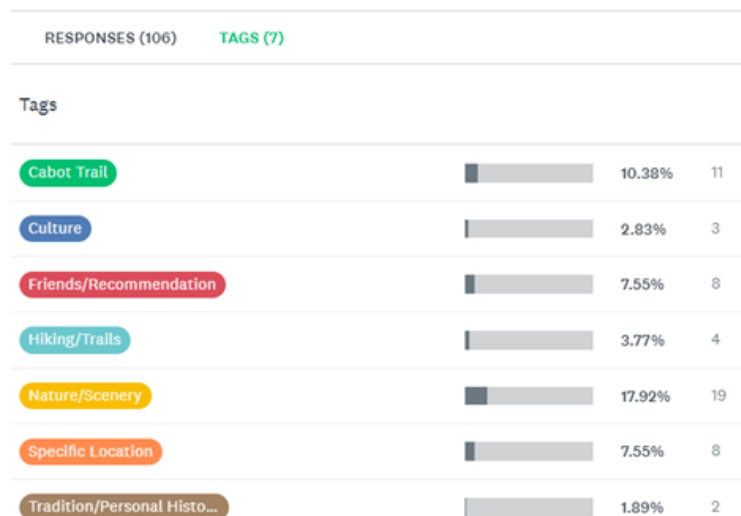 RESPONSES (106) TAGS (7)
Tags
Cabot Trail 10.38% 11
Culture 2.83% 3
Friends/Recommendation 7.55% 8
Hiking/Trails 3.77% 4
Nature/Scenery 17.92% 19
Specific Location 7.55% 8
Tradition/Personal Histo... 1.89% 2